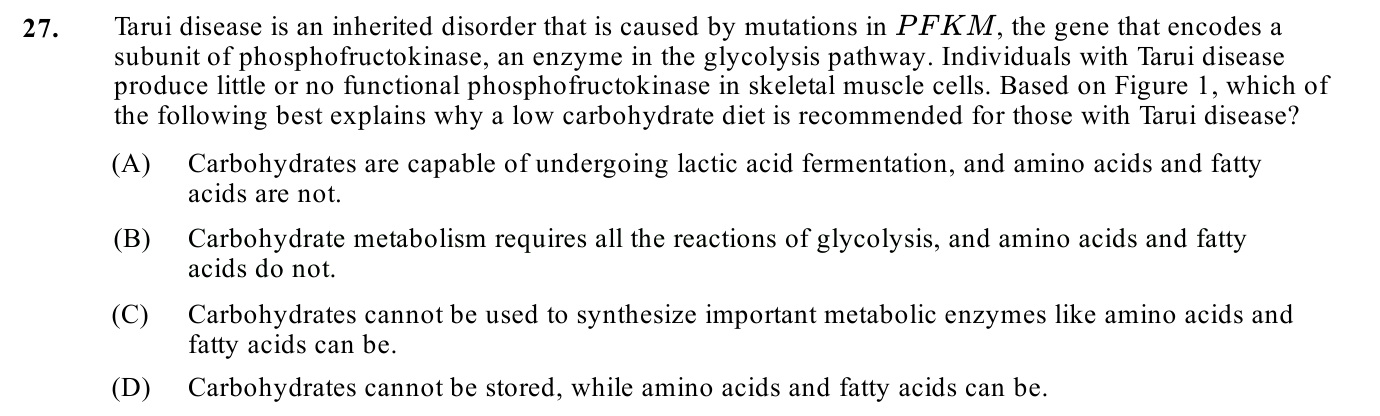 27. Tarui disease is an inherited disorder that is caused by mutations in PFKM, the gene that encodes a
subunit of phosphofructokinase, an enzyme in the glycolysis pathway. Individuals with Tarui disease
produce little or no functional phosphofructokinase in skeletal muscle cells. Based on Figure 1, which of
the following best explains why a low carbohydrate diet is recommended for those with Tarui disease?
(A) Carbohydrates are capable of undergoing lactic acid fermentation, and amino acids and fatty
acids are not.
(B) Carbohydrate metabolism requires all the reactions of glycolysis, and amino acids and fatty
acids do not.
(C) Carbohydrates cannot be used to synthesize important metabolic enzymes like amino acids and
fatty acids can be.
(D) Carbohydrates cannot be stored, while amino acids and fatty acids can be.